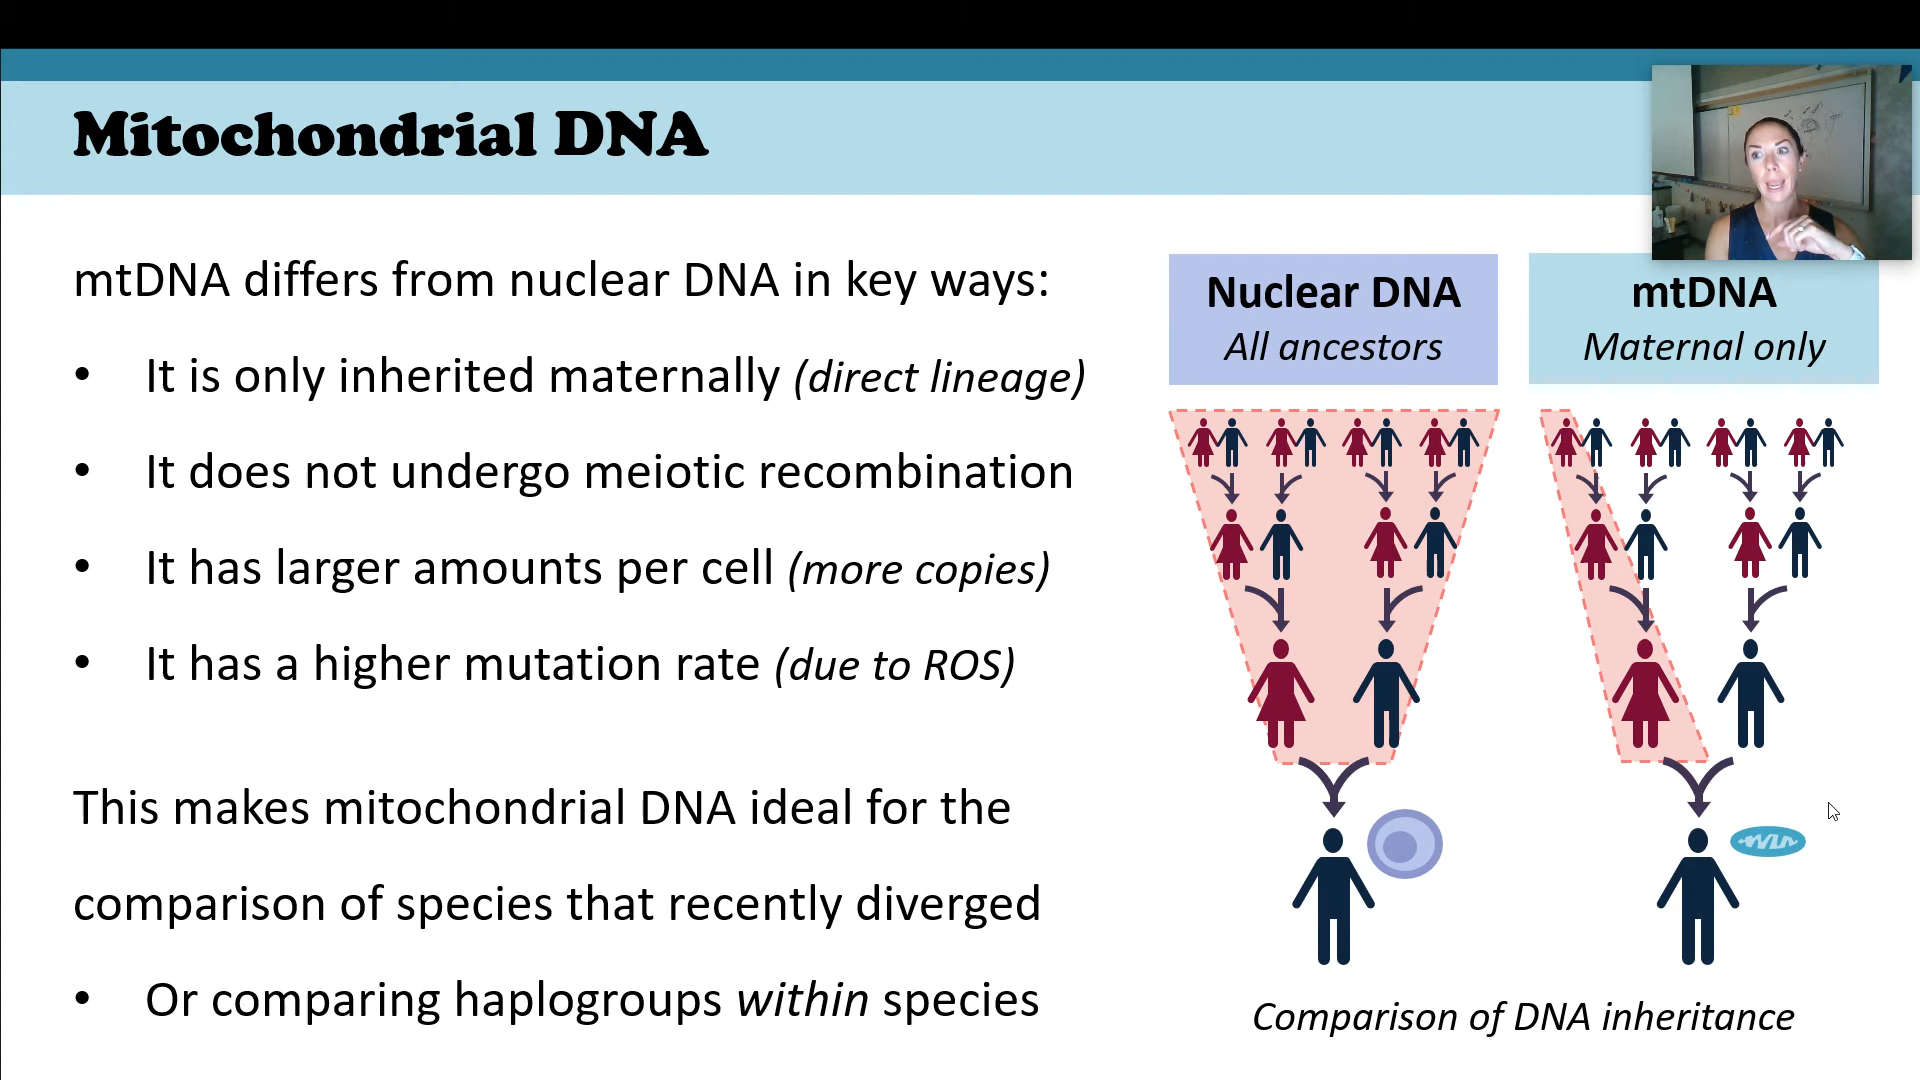 Mitochondrial DNA
mtDNA differs from nuclear DNA in key ways:
• It is only inherited maternally (direct lineage)
• It does not undergo meiotic recombination
• It has larger amounts per cell (more copies)
• It has a higher mutation rate (due to ROS)
This makes mitochondrial DNA ideal for the
comparison of species that recently diverged
• Or comparing haplogroups within species
Nuclear DNA
All ancestors
mtDNA
Maternal only
Comparison of DNA inheritance